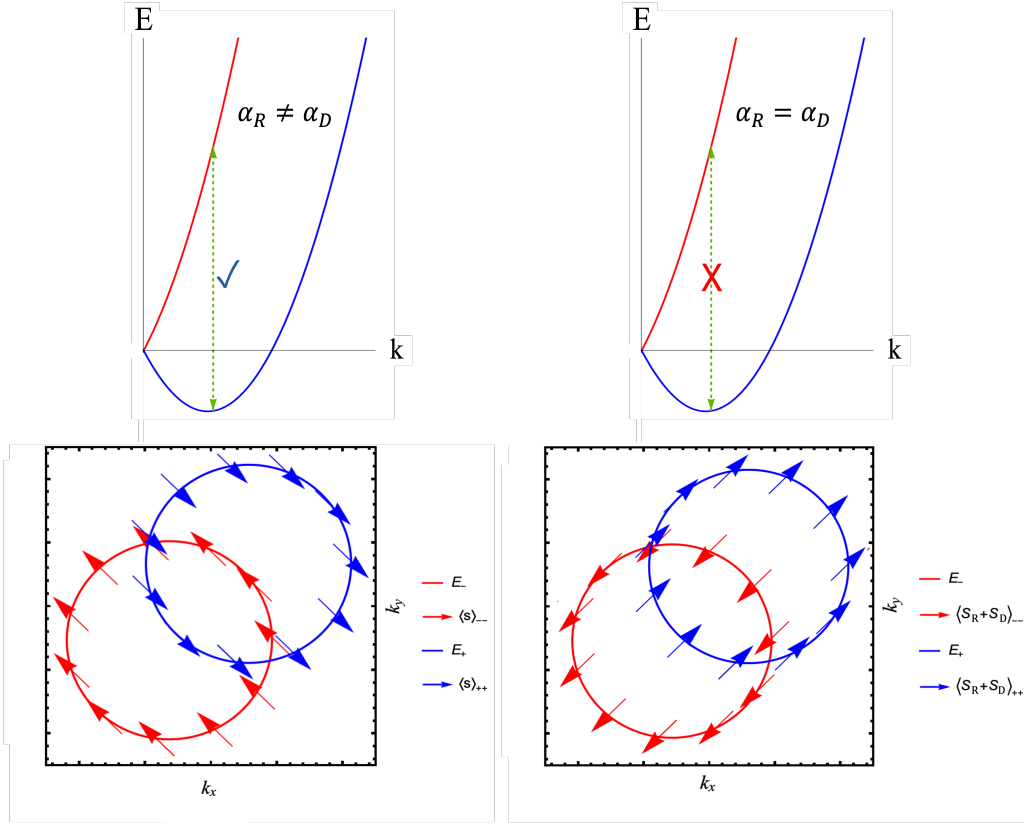 E
α_R ≠ α_D
✓
k
E
α_R = α_D
X
k
k_y
k_x
E₋
⟨s⟩₋₋
E₊
⟨s⟩₊₊
k_y
k_x
E₋
⟨S_R+S_D⟩₋₋
E₊
⟨S_R+S_D⟩₊₊